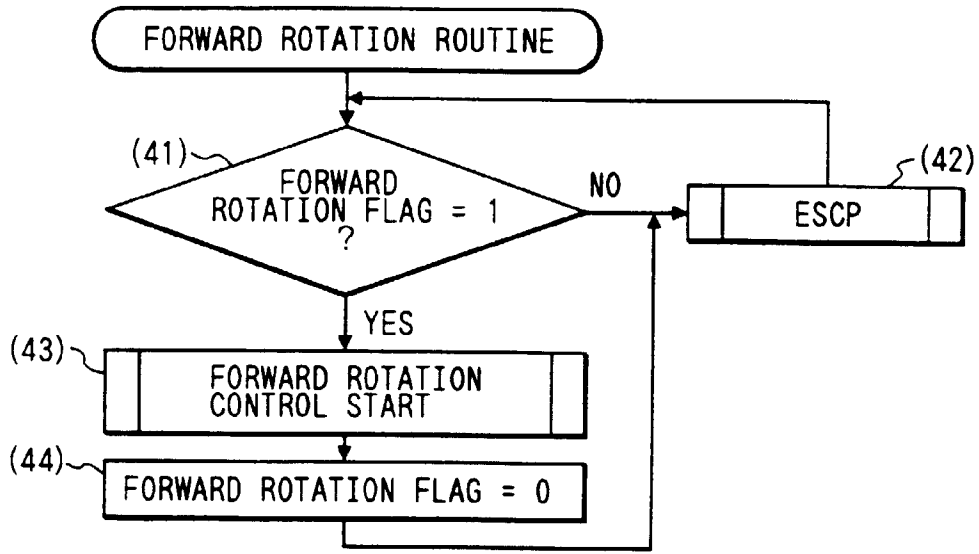 FORWARD ROTATION ROUTINE
(41)
FORWARD
ROTATION FLAG = 1
?
NO
(42)
ESCP
YES
(43)
FORWARD ROTATION
CONTROL START
(44)
FORWARD ROTATION FLAG = 0